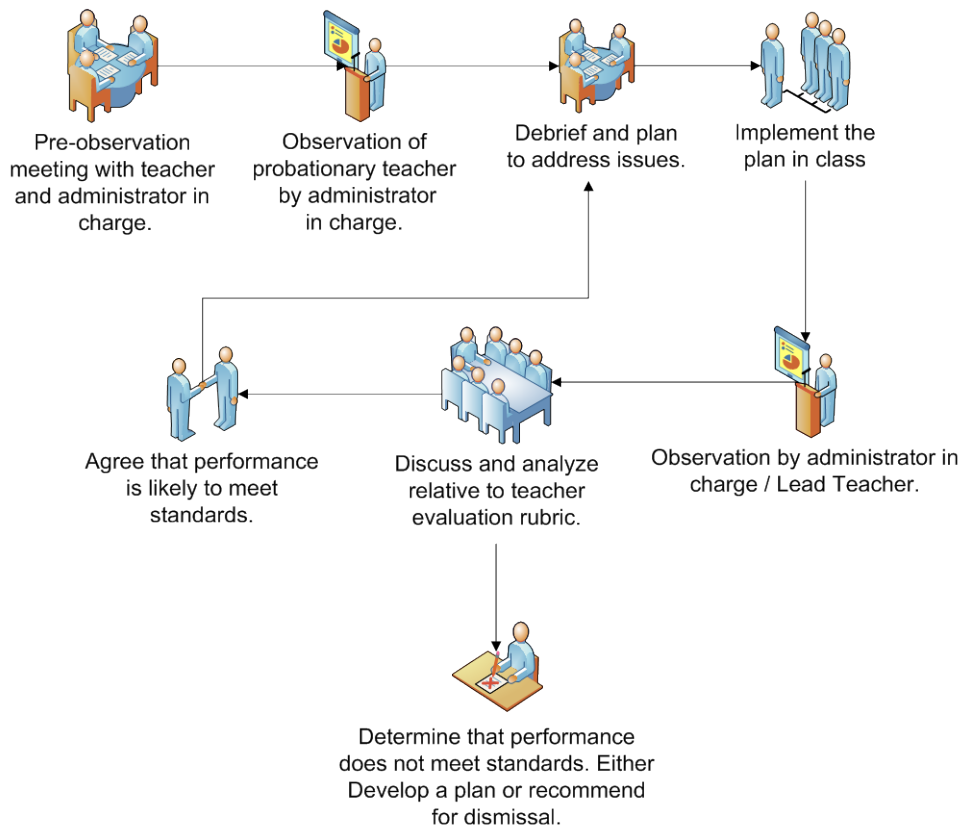 Pre-observation
meeting with teacher
and administrator in
charge.
Observation of
probationary teacher
by administrator
in charge.
Debrief and plan
to address issues.
Implement the
plan in class
Agree that performance
is likely to meet
standards.
Discuss and analyze
relative to teacher
evaluation rubric.
Observation by administrator in
charge / Lead Teacher.
Determine that performance
does not meet standards. Either
Develop a plan or recommend
for dismissal.